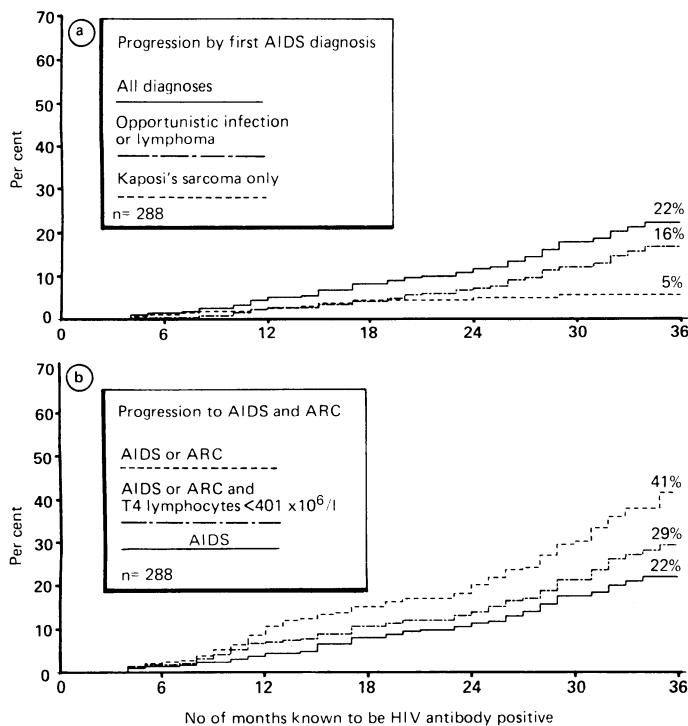 70
a
60
50
40
30
20
10
0
Per cent
Progression by first AIDS diagnosis
All diagnoses
Opportunistic infection
or lymphoma
Kaposi's sarcoma only
n= 288
22%
16%
5%
0 6 12 18 24 30 36
70
b
60
50
40
30
20
10
0
Per cent
Progression to AIDS and ARC
AIDS or ARC
AIDS or ARC and
T4 lymphocytes <401 x10⁶/l
AIDS
n= 288
41%
29%
22%
0 6 12 18 24 30 36
No of months known to be HIV antibody positive